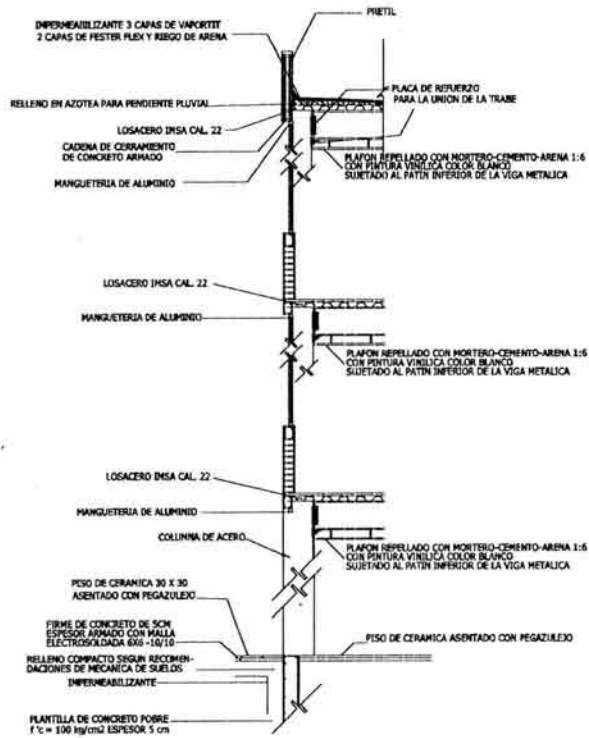 IMPERMEABILIZANTE 3 CAPAS DE VAPORTIT
2 CAPAS DE FESTER FLEX Y RIEGO DE ARENA
PRETIL
PLACA DE REFUERZO
PARA LA UNION DE LA TRABE
RELLENO EN AZOTEA PARA PENDIENTE PLUVIAL
LOSACERO IMSA CAL. 22
CADENA DE CERRAMIENTO
DE CONCRETO ARMADO
MANGUETERIA DE ALUMINIO
PLAFON REPELLADO CON MORTERO-CEMENTO-ARENA 1:6
CON PINTURA VINILICA COLOR BLANCO
SUJETADO AL PATIN INFERIOR DE LA VIGA METALICA
LOSACERO IMSA CAL. 22
MANGUETERIA DE ALUMINIO
PLAFON REPELLADO CON MORTERO-CEMENTO-ARENA 1:6
CON PINTURA VINILICA COLOR BLANCO
SUJETADO AL PATIN INFERIOR DE LA VIGA METALICA
LOSACERO IMSA CAL. 22
MANGUETERIA DE ALUMINIO
COLUMNA DE ACERO
PLAFON REPELLADO CON MORTERO-CEMENTO-ARENA 1:6
CON PINTURA VINILICA COLOR BLANCO
SUJETADO AL PATIN INFERIOR DE LA VIGA METALICA
PISO DE CERAMICA 30 X 30
ASENTADO CON PEGAZULEJO
FIRME DE CONCRETO DE 5CM
ESPESOR ARMADO CON MALLA
ELECTROSOLDADA 6X6 -10/10
PISO DE CERAMICA ASENTADO CON PEGAZULEJO
RELLENO COMPACTO SEGUN RECOMEN-
DACIONES DE MECANICA DE SUELOS
IMPERMEABILIZANTE
PLANTILLA DE CONCRETO POBRE
f 'c = 100 kg/cm2 ESPESOR 5 cm